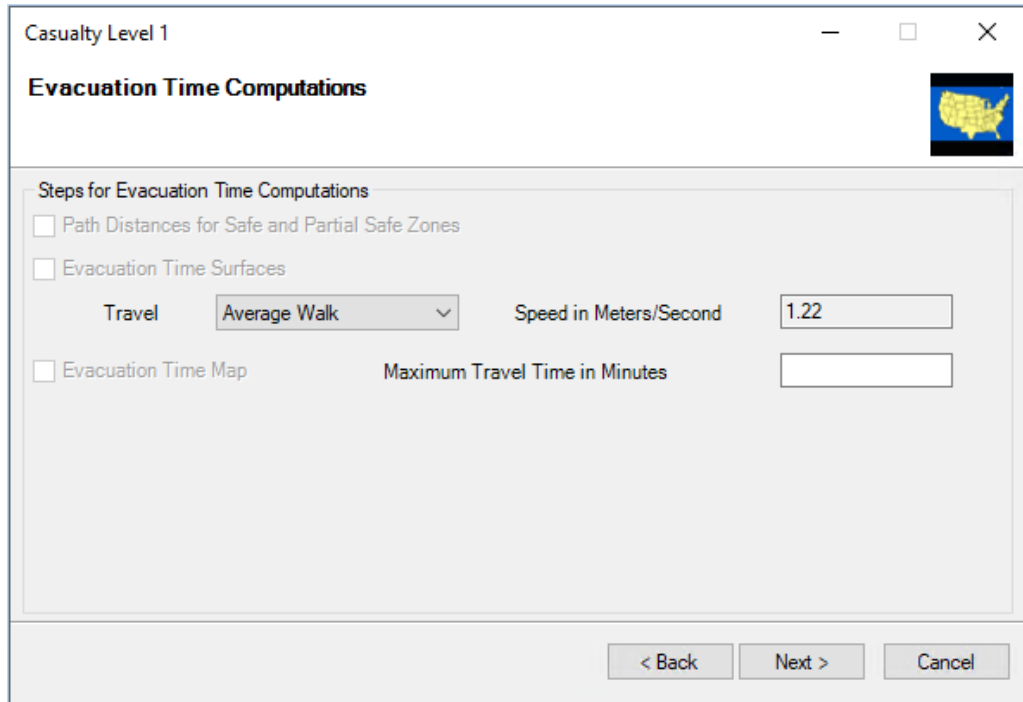 Casualty Level 1
Evacuation Time Computations
Steps for Evacuation Time Computations
Path Distances for Safe and Partial Safe Zones
Evacuation Time Surfaces
Travel Average Walk Speed in Meters/Second 1.22
Evacuation Time Map Maximum Travel Time in Minutes
< Back Next > Cancel